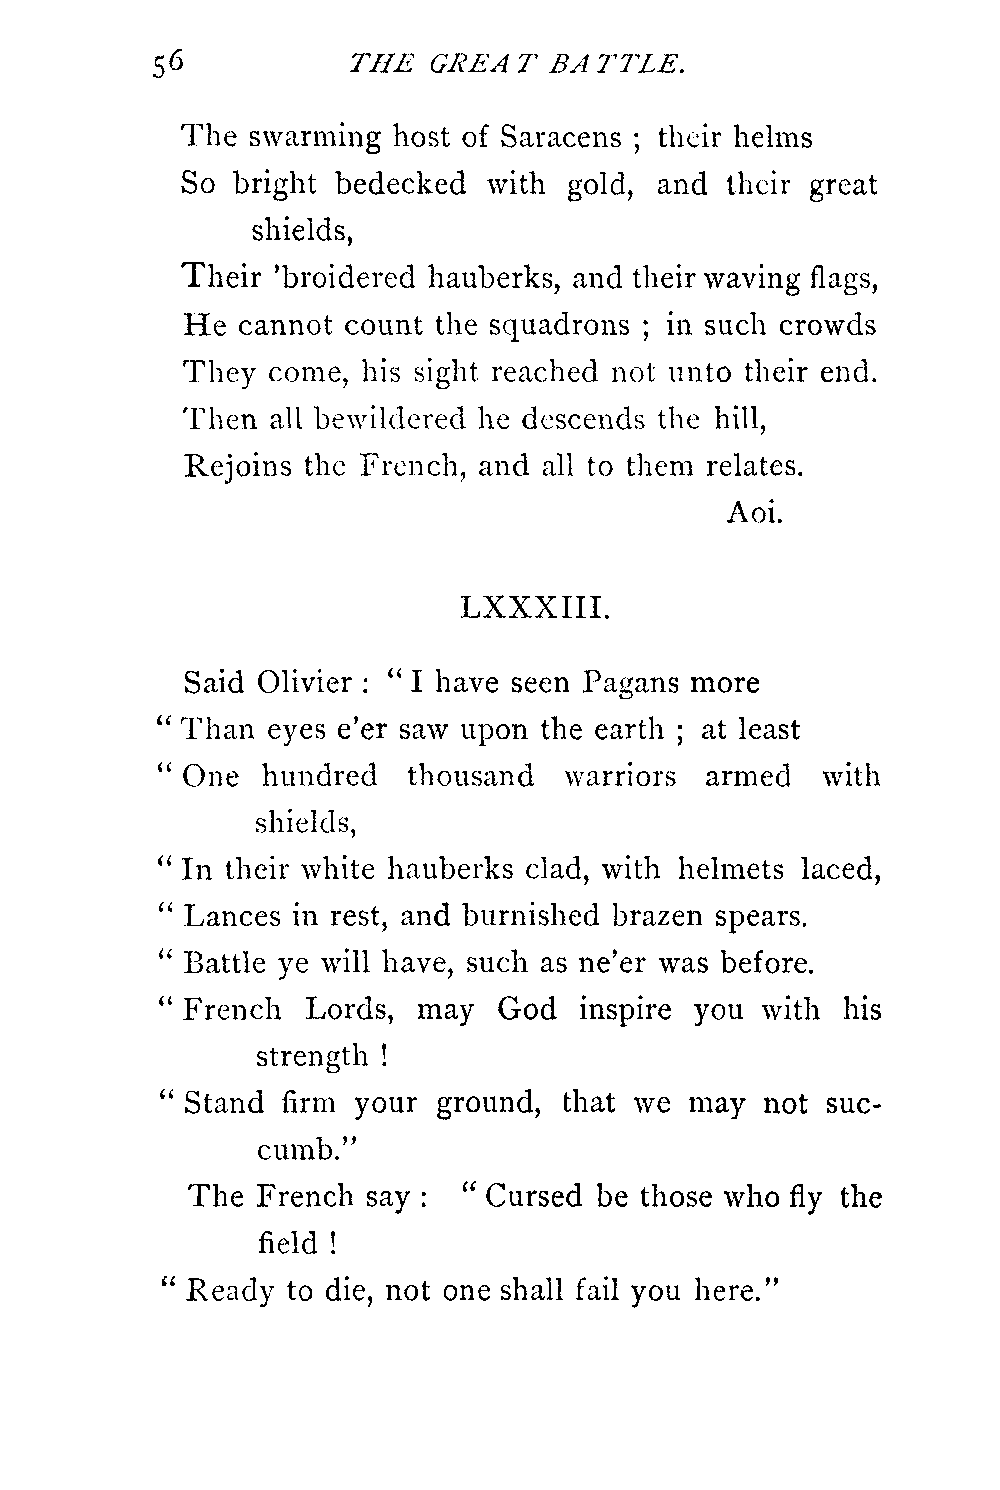 56 THE GREAT BATTLE.
The swarming host of Saracens ; their helms
So bright bedecked with gold, and their great
shields,
Their 'broidered hauberks, and their waving flags,
He cannot count the squadrons ; in such crowds
They come, his sight reached not unto their end.
Then all bewildered he descends the hill,
Rejoins the French, and all to them relates.
Aoi.
LXXXIII.
Said Olivier : “ I have seen Pagans more
“ Than eyes e'er saw upon the earth ; at least
“ One hundred thousand warriors armed with
shields,
“ In their white hauberks clad, with helmets laced,
“ Lances in rest, and burnished brazen spears.
“ Battle ye will have, such as ne'er was before.
“ French Lords, may God inspire you with his
strength !
“ Stand firm your ground, that we may not suc-
cumb.”
The French say : “ Cursed be those who fly the
field !
“ Ready to die, not one shall fail you here.”